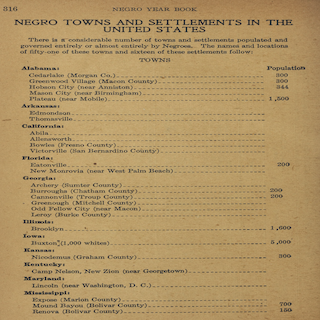 316 NEGRO YEAR BOOK
NEGRO TOWNS AND SETTLEMENTS IN THE
UNITED STATES
There is a considerable number of towns and settlements populated and
governed entirely or almost entirely by Negroes. The names and locations
of fifty-one of these towns and sixteen of these settlements follow:
TOWNS
Alabama: Population
Cedarlake (Morgan Co.) 300
Greenwood Village (Macon County) 300
Hobson City (near Anniston) 344
Mason City (near Birmingham)
Plateau (near Mobile) 1,500
Arkansas:
Edmondson
Thomasville
California:
Abila
Allensworth
Bowles (Fresno County)
Victorville (San Bernardino County)
Florida:
Eatonville 200
New Monrovia (near West Palm Beach)
Georgia:
Archery (Sumter County)
Burroughs (Chatham County) 200
Cannonville (Troup County) 200
Greenough (Mitchell County)
Odd Fellow City (near Macon)
Leroy (Burke County)
Illinois:
Brooklyn 1,600
Iowa:
Buxton (1,000 whites) 5,000
Kansas:
Nicodemus (Graham County) 300
Kentucky:
Camp Nelson, New Zion (near Georgetown)
Maryland:
Lincoln (near Washington, D. C.)
Mississippi:
Expose (Marion County)
Mound Bayou (Bolivar County) 700
Renova (Bolivar County) 150